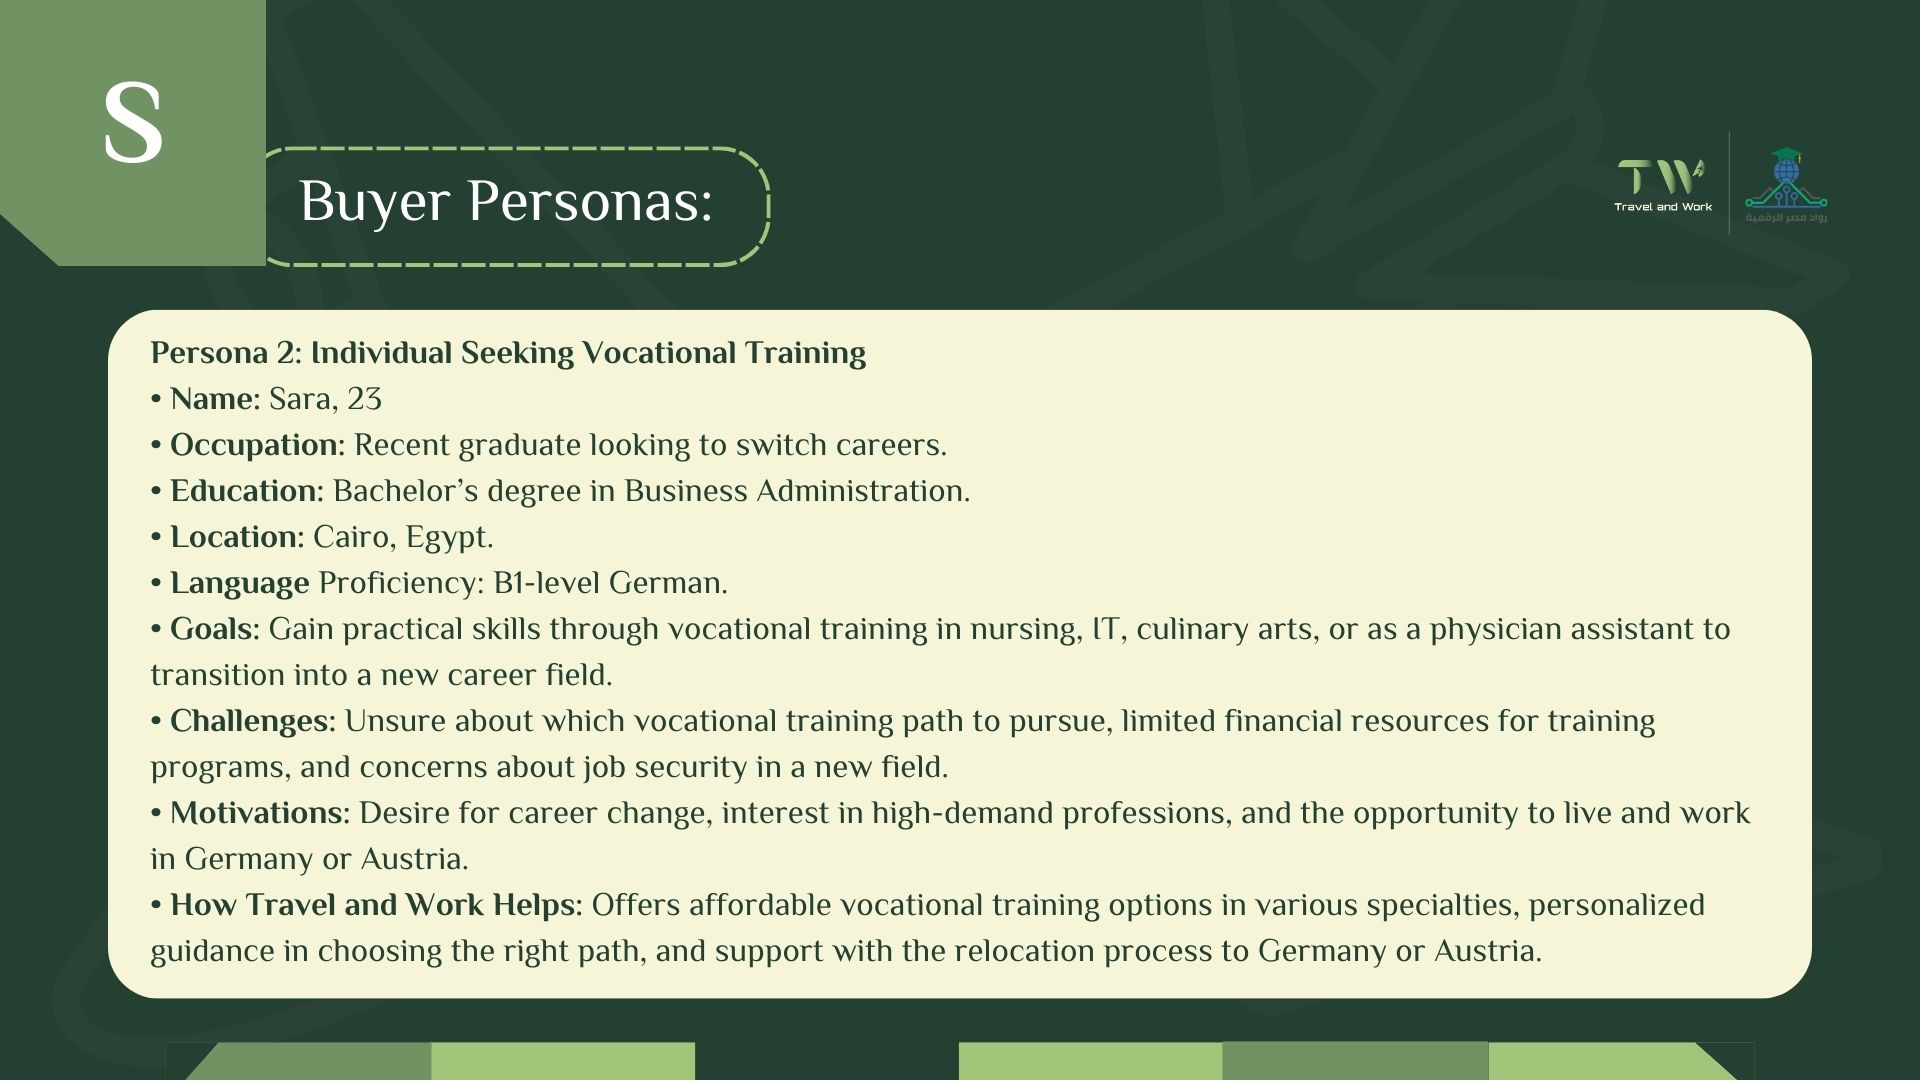 S
Buyer Personas:
TW
Travel and Work
رواد مصر الرقمية
Persona 2: Individual Seeking Vocational Training
• Name: Sara, 23
• Occupation: Recent graduate looking to switch careers.
• Education: Bachelor’s degree in Business Administration.
• Location: Cairo, Egypt.
• Language Proficiency: B1-level German.
• Goals: Gain practical skills through vocational training in nursing, IT, culinary arts, or as a physician assistant to
transition into a new career field.
• Challenges: Unsure about which vocational training path to pursue, limited financial resources for training
programs, and concerns about job security in a new field.
• Motivations: Desire for career change, interest in high-demand professions, and the opportunity to live and work
in Germany or Austria.
• How Travel and Work Helps: Offers affordable vocational training options in various specialties, personalized
guidance in choosing the right path, and support with the relocation process to Germany or Austria.